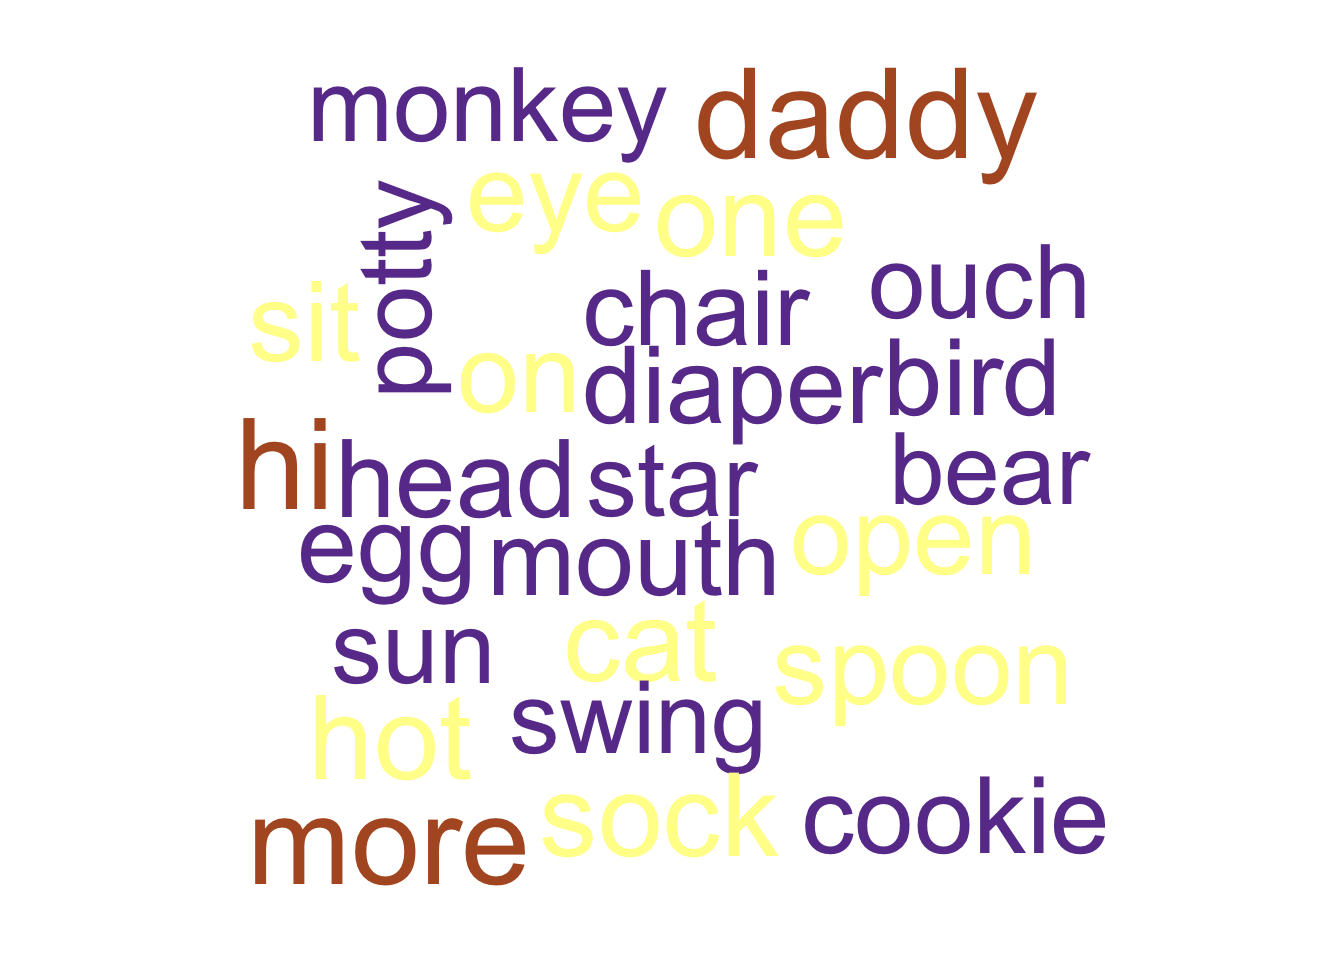 monkey daddy
eye one
potty
sit
chair ouch
on diaper bird
hi head star bear
egg mouth open
sun cat spoon
hot swing
more sock cookie